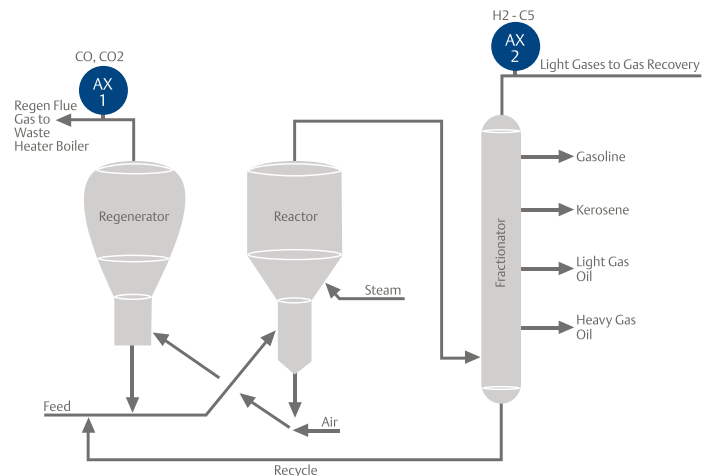 H2 - C5
AX
2
Light Gases to Gas Recovery
CO, CO2
AX
1
Regen Flue
Gas to
Waste
Heater Boiler
Gasoline
Regenerator
Reactor
Kerosene
Fractionator
Light Gas
Oil
Steam
Heavy Gas
Oil
Feed
Air
Recycle